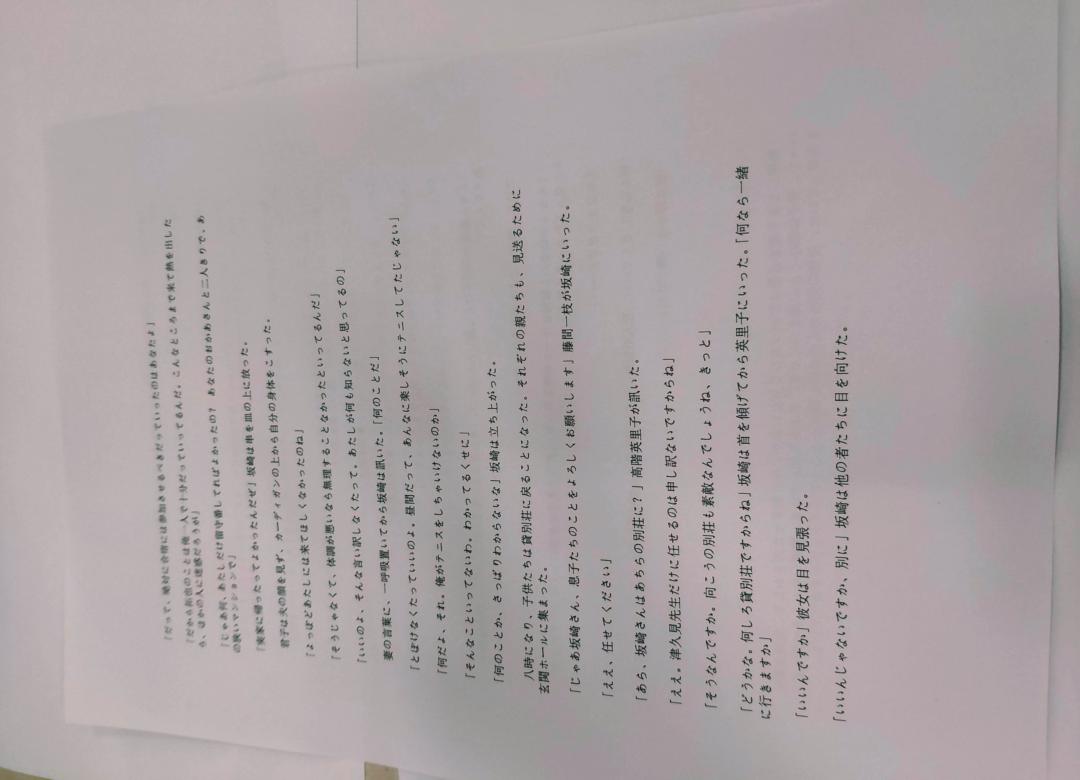 「だって、絶対に合宿には参加させるべきだっていったのはあなたよ」
「だから拓也のことは俺一人で十分だっていってるんだ。こんなところまで来て熱を出した
ら、ほかの人に迷惑だろうが」
「じゃあ何、あたしだけ留守番してればよかったの? あなたのおかあさんと二人きりで、あ
の狭いマンションで」
「実家に帰ったってよかったんだぜ」坂崎は串を皿の上に放った。
君子は夫の顔を見ず、カーディガンの上から自分の身体をこすった。
「よっぽどあたしには来てほしくなかったのね」
「そうじゃなくて、体調が悪いなら無理することなかったといってるんだ」
「いいのよ、そんな言い訳しなくたって。あたしが何も知らないと思ってるの」
妻の言葉に、一呼吸置いてから坂崎は訊いた。「何のことだ」
「とぼけなくたっていいのよ。昼間だって、あんなに楽しそうにテニスしてたじゃない」
「何だよ、それ。俺がテニスをしちゃいけないのか」
「そんなこといってないわ。わかってるくせに」
「何のことか、さっぱりわからないな」坂崎は立ち上がった。
八時になり、子供たちは貸別荘に戻ることになった。それぞれの親たちも、見送るために
玄関ホールに集まった。
「じゃあ坂崎さん、息子たちのことをよろしくお願いします」藤間一枝が坂崎にいった。
「ええ、任せてください」
「あら、坂崎さんはあちらの別荘に?」高階英里子が訊いた。
「ええ。津久見先生だけに任せるのは申し訳ないですからね」
「そうなんですか。向こうの別荘も素敵なんでしょうね、きっと」
「どうかな。何しろ貸別荘ですからね」坂崎は首を傾げてから英里子にいった。「何なら一緒
に行きますか」
「いいんですか」彼女は目を見張った。
「いいんじゃないですか、別に」坂崎は他の者たちに目を向けた。